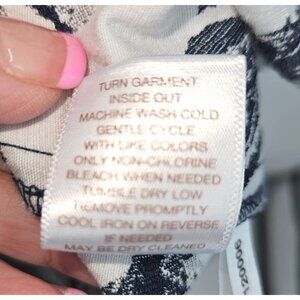 TURN GARMENT
INSIDE OUT
MACHINE WASH COLD
GENTLE CYCLE
WITH LIKE COLORS
ONLY NON-CHLORINE
BLEACH WHEN NEEDED
TUMBLE DRY LOW
REMOVE PROMPTLY
COOL IRON ON REVERSE
IF NEEDED
MAY BE DRY CLEANED